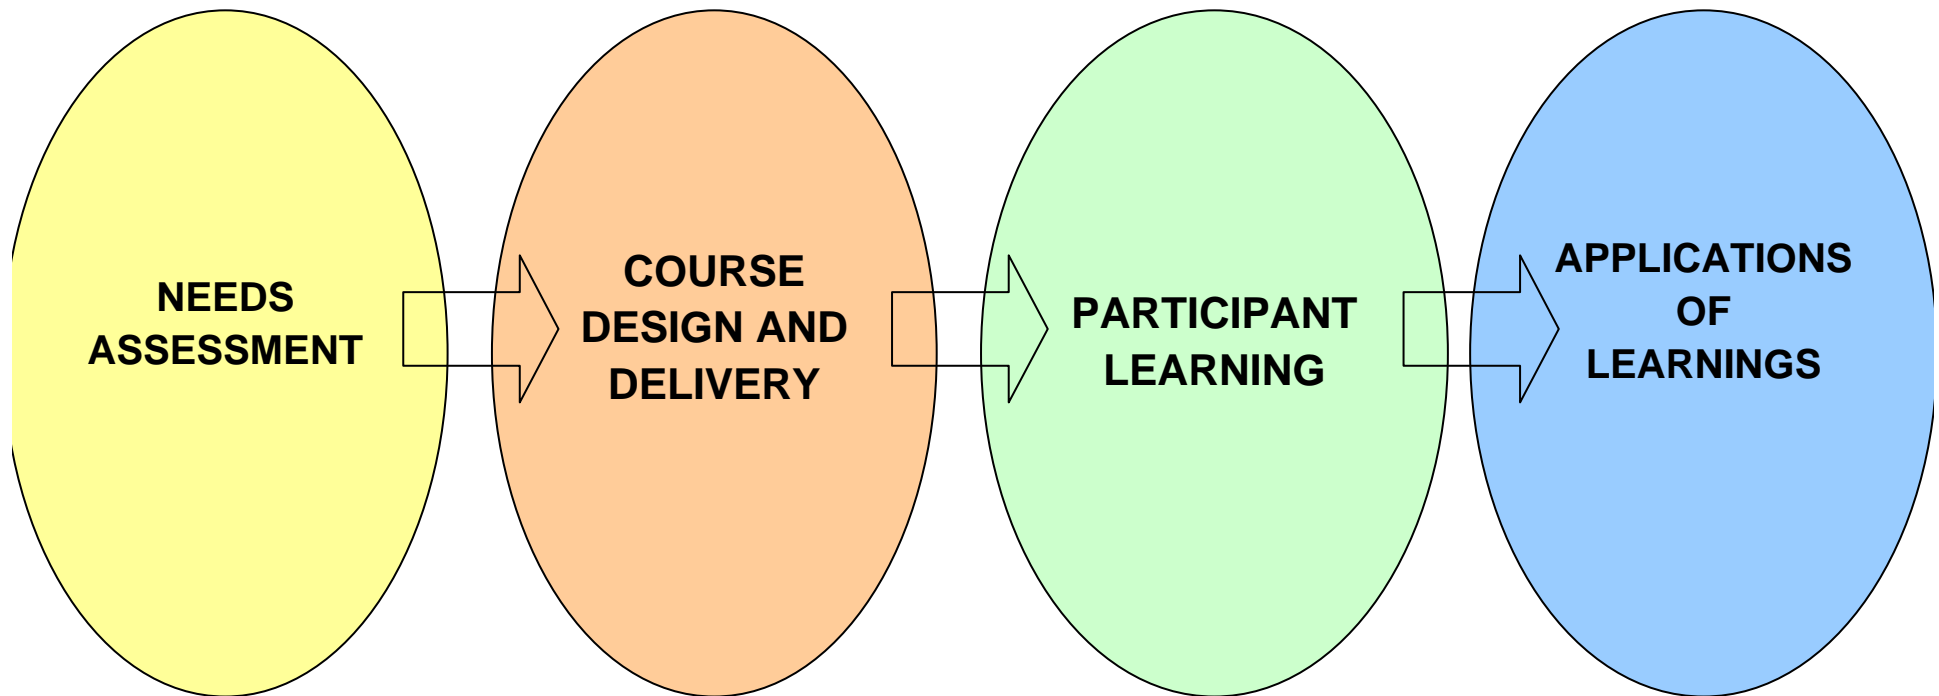 NEEDS
ASSESSMENT
COURSE
DESIGN AND
DELIVERY
PARTICIPANT
LEARNING
APPLICATIONS
OF
LEARNINGS